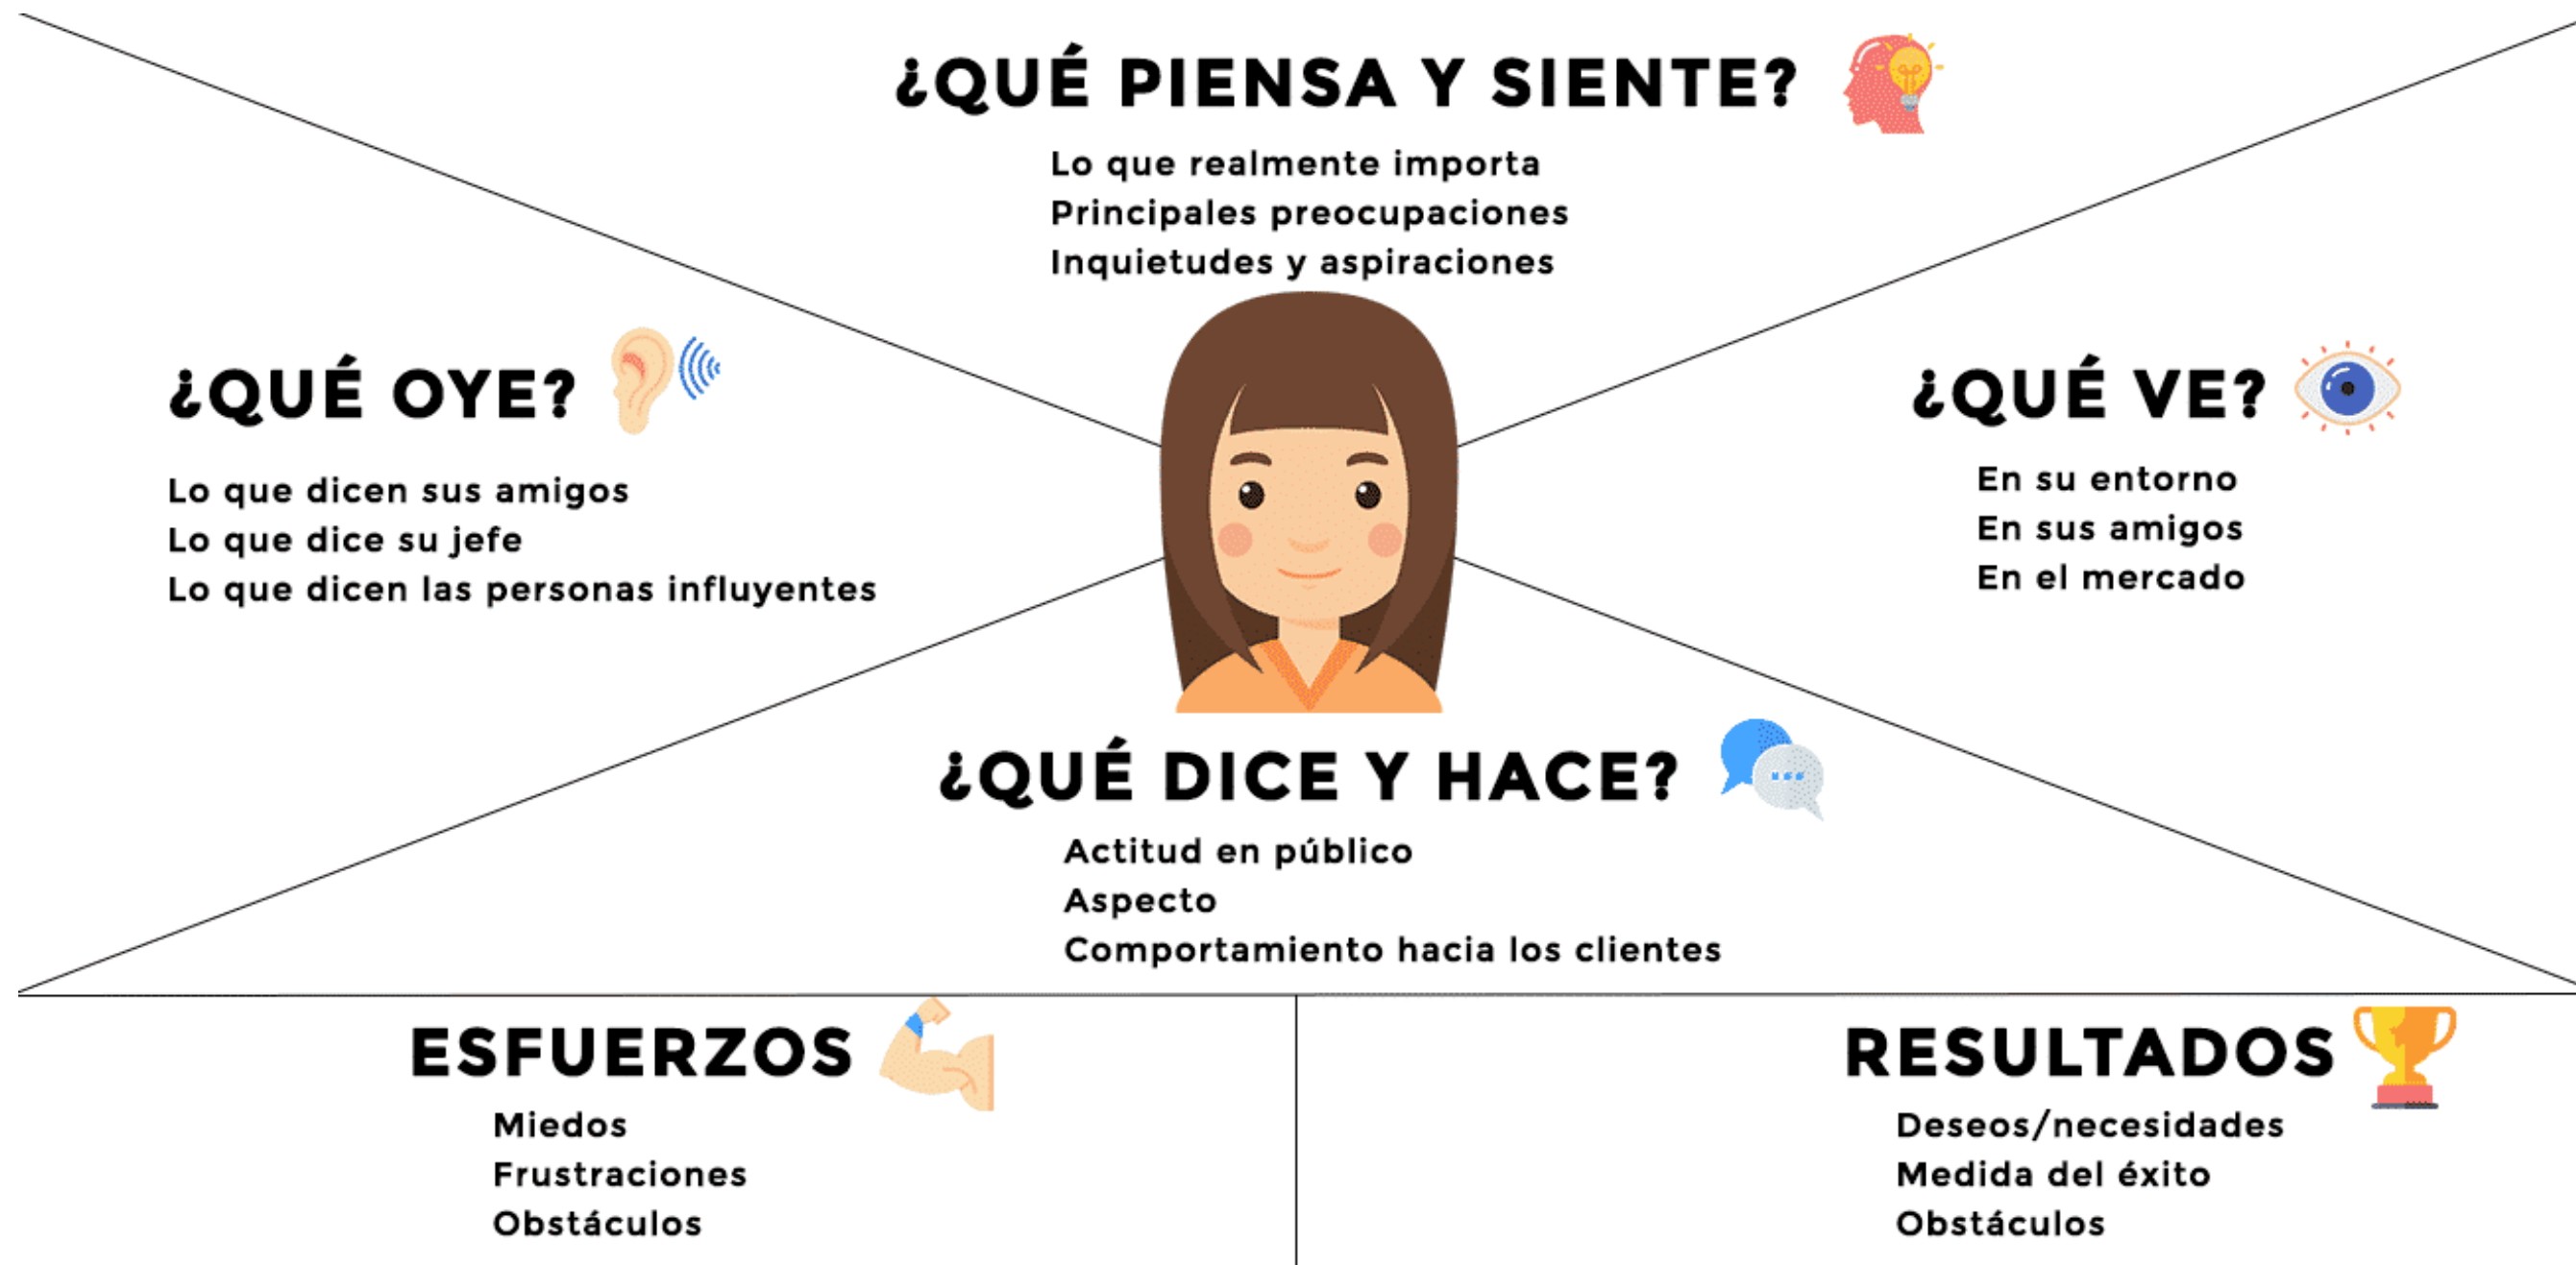 ¿QUÉ PIENSA Y SIENTE?
Lo que realmente importa
Principales preocupaciones
Inquietudes y aspiraciones
¿QUÉ OYE?
Lo que dicen sus amigos
Lo que dice su jefe
Lo que dicen las personas influyentes
¿QUÉ VE?
En su entorno
En sus amigos
En el mercado
¿QUÉ DICE Y HACE?
Actitud en público
Aspecto
Comportamiento hacia los clientes
ESFUERZOS
Miedos
Frustraciones
Obstáculos
RESULTADOS
Deseos/necesidades
Medida del éxito
Obstáculos